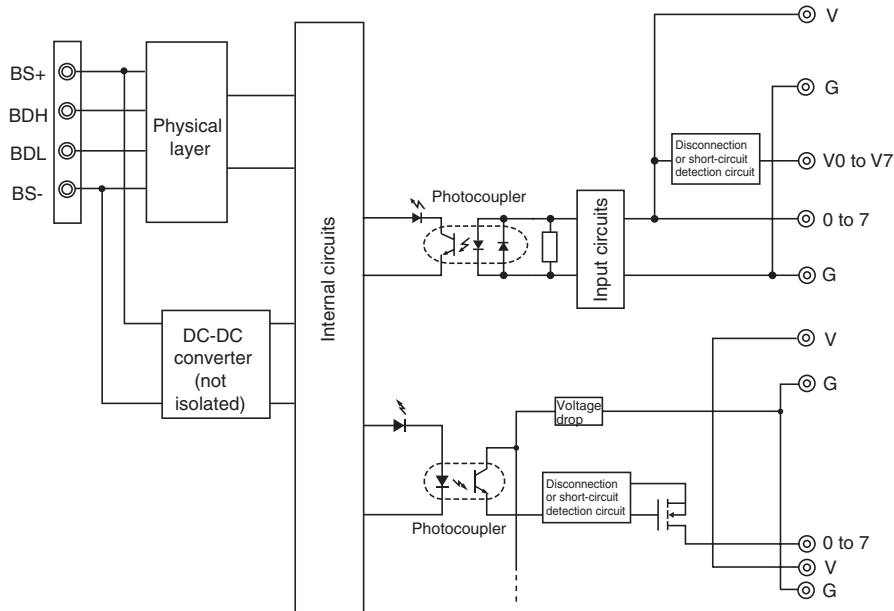 BS+
BDH
BDL
BS-
Physical
layer
DC-DC
converter
(not
isolated)
Internal circuits
Photocoupler
Input circuits
V
G
Disconnection
or short-circuit
detection circuit
V0 to V7
0 to 7
G
V
G
Voltage
drop
Photocoupler
Disconnection
or short-circuit
detection circuit
0 to 7
V
G